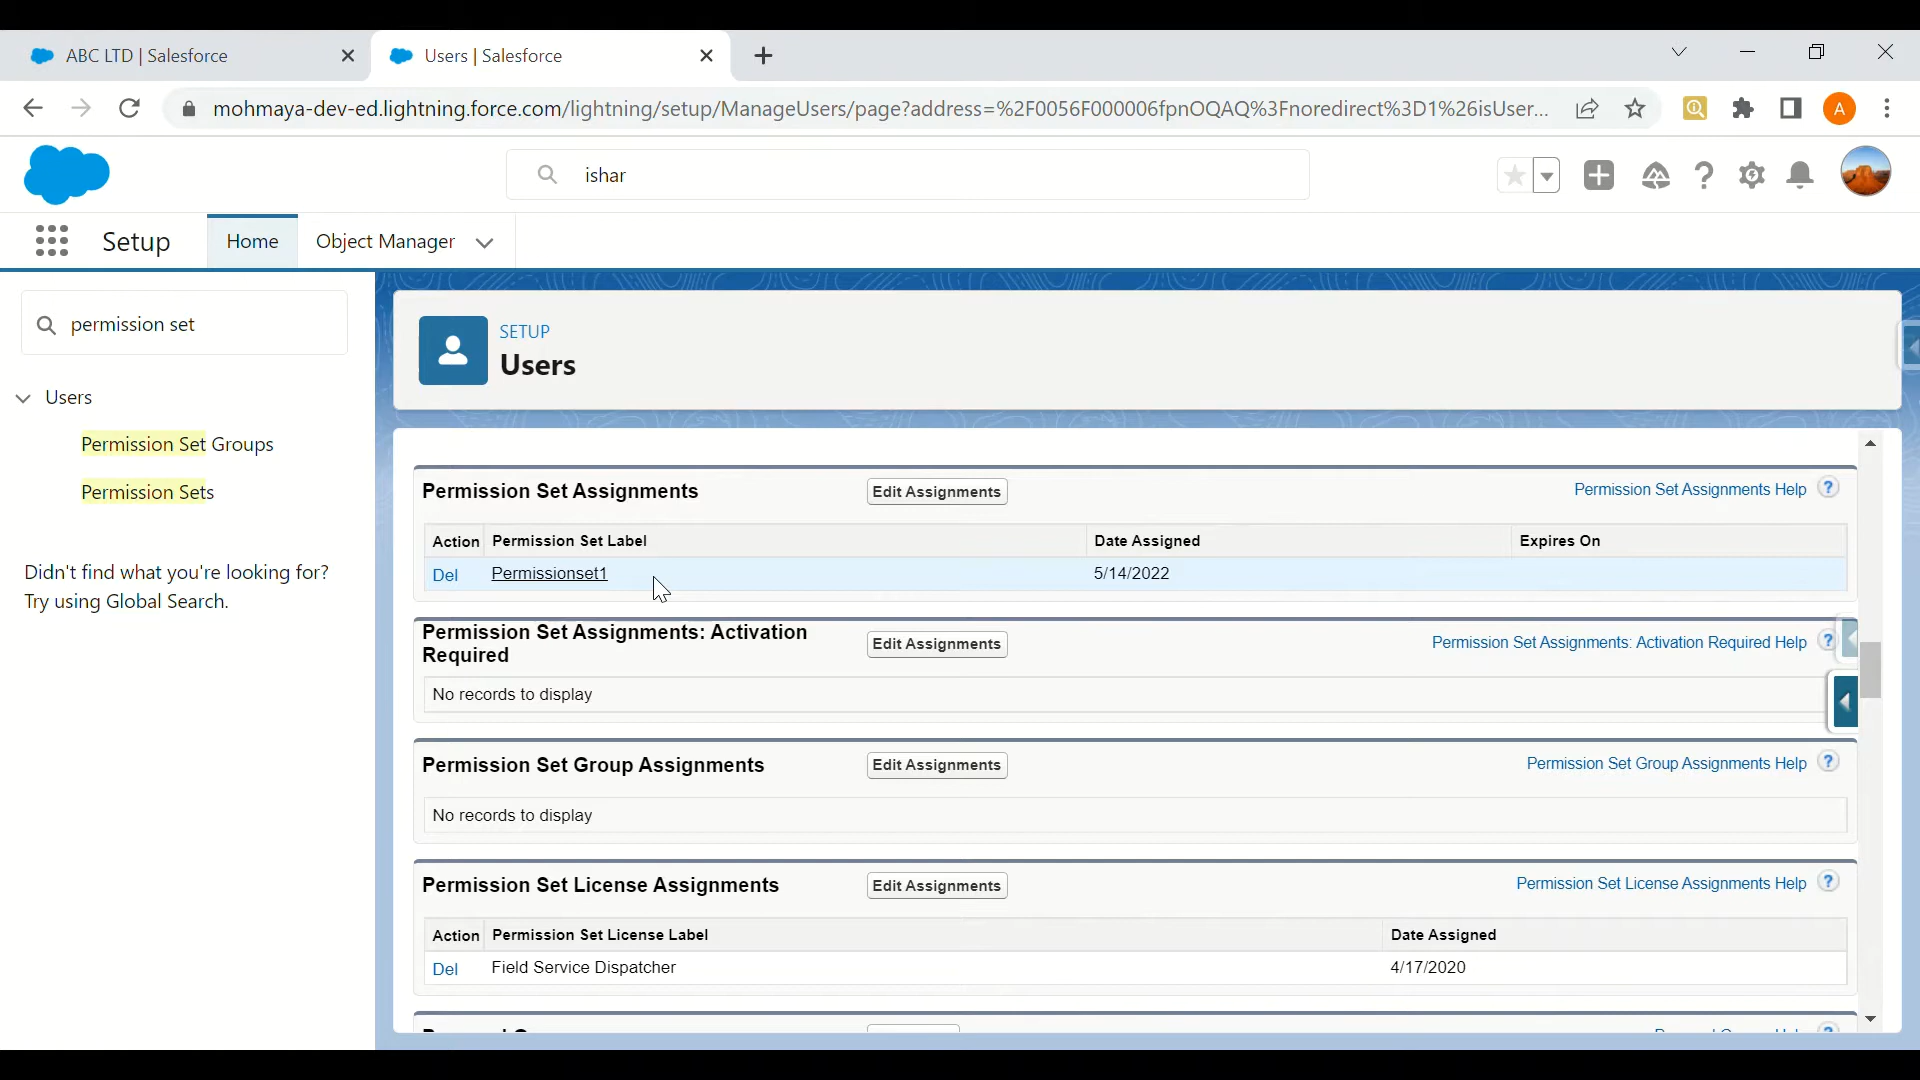 ABC LTD | Salesforce
Users | Salesforce
mohmaya-dev-ed.lightning.force.com/lightning/setup/ManageUsers/page?address=%2F0056F000006fpnOQAQ%3Fnoredirect%3D1%26isUser...
A
ishar
Setup
Home
Object Manager
permission set
SETUP
Users
Users
Permission Set Groups
Permission Sets
Didn't find what you're looking for?
Try using Global Search.
Permission Set Assignments
Edit Assignments
Permission Set Assignments Help ?
Action Permission Set Label Date Assigned Expires On
Del Permissionset1 5/14/2022
Permission Set Assignments: Activation
Required
Edit Assignments
Permission Set Assignments: Activation Required Help ?
No records to display
Permission Set Group Assignments
Edit Assignments
Permission Set Group Assignments Help ?
No records to display
Permission Set License Assignments
Edit Assignments
Permission Set License Assignments Help ?
Action Permission Set License Label Date Assigned
Del Field Service Dispatcher 4/17/2020